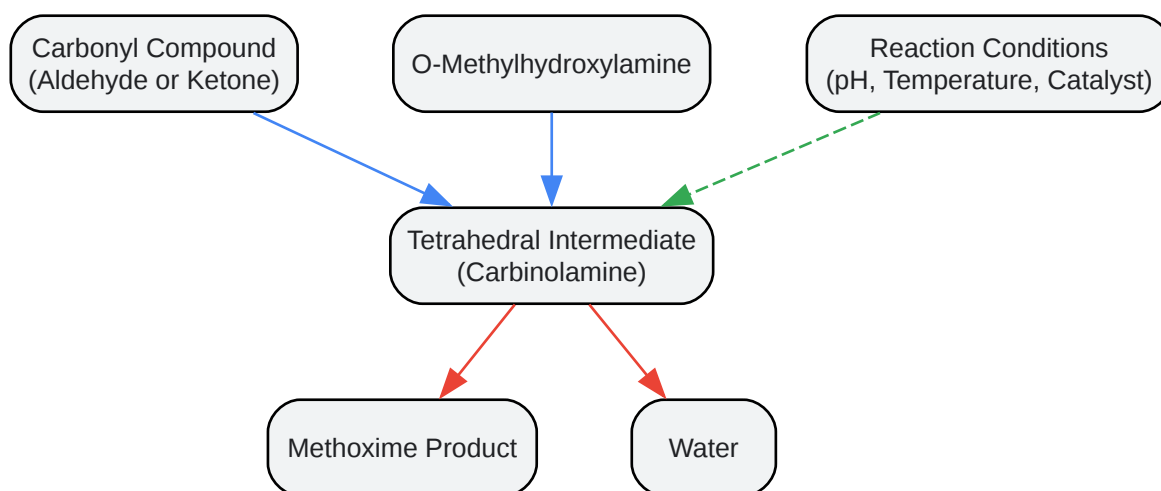 Carbonyl Compound
(Aldehyde or Ketone)
O-Methylhydroxylamine
Reaction Conditions
(pH, Temperature, Catalyst)
Tetrahedral Intermediate
(Carbinolamine)
Methoxime Product
Water